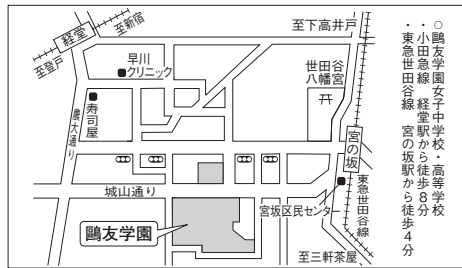 ○鷗友学園女子中学校・高等学校
・小田急線 経堂駅から徒歩8分
・東急世田谷線 宮の坂駅から徒歩4分
至新宿
経堂
至登戸
至下高井戸
早川
クリニック
世田谷
八幡宮
寿司屋
農大通り
宮の坂
城山通り
東急世田谷線
宮坂区民センター
鷗友学園
至三軒茶屋